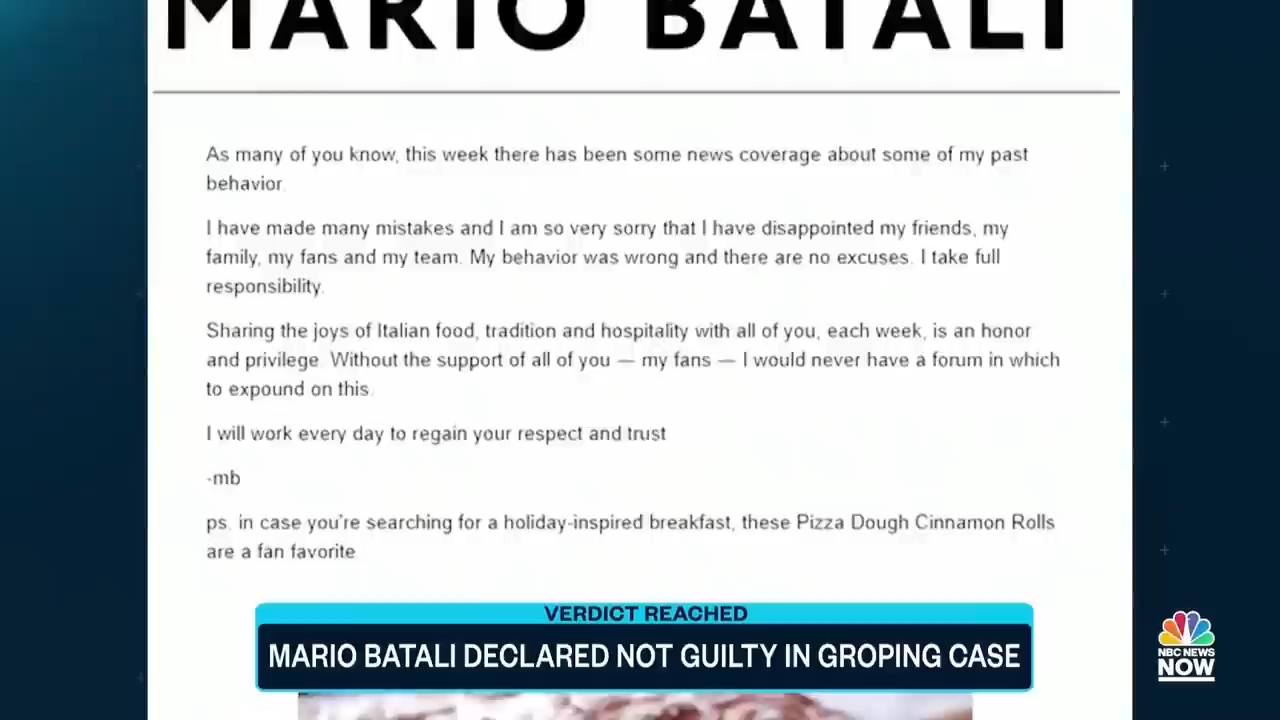 MARIO BATALI
As many of you know, this week there has been some news coverage about some of my past
behavior.
I have made many mistakes and I am so very sorry that I have disappointed my friends, my
family, my fans and my team. My behavior was wrong and there are no excuses. I take full
responsibility.
Sharing the joys of Italian food, tradition and hospitality with all of you, each week, is an honor
and privilege. Without the support of all of you — my fans — I would never have a forum in which
to expound on this.
I will work every day to regain your respect and trust
-mb
ps. in case you're searching for a holiday-inspired breakfast, these Pizza Dough Cinnamon Rolls
are a fan favorite
VERDICT REACHED
MARIO BATALI DECLARED NOT GUILTY IN GROPING CASE
NBC NEWS
NOW